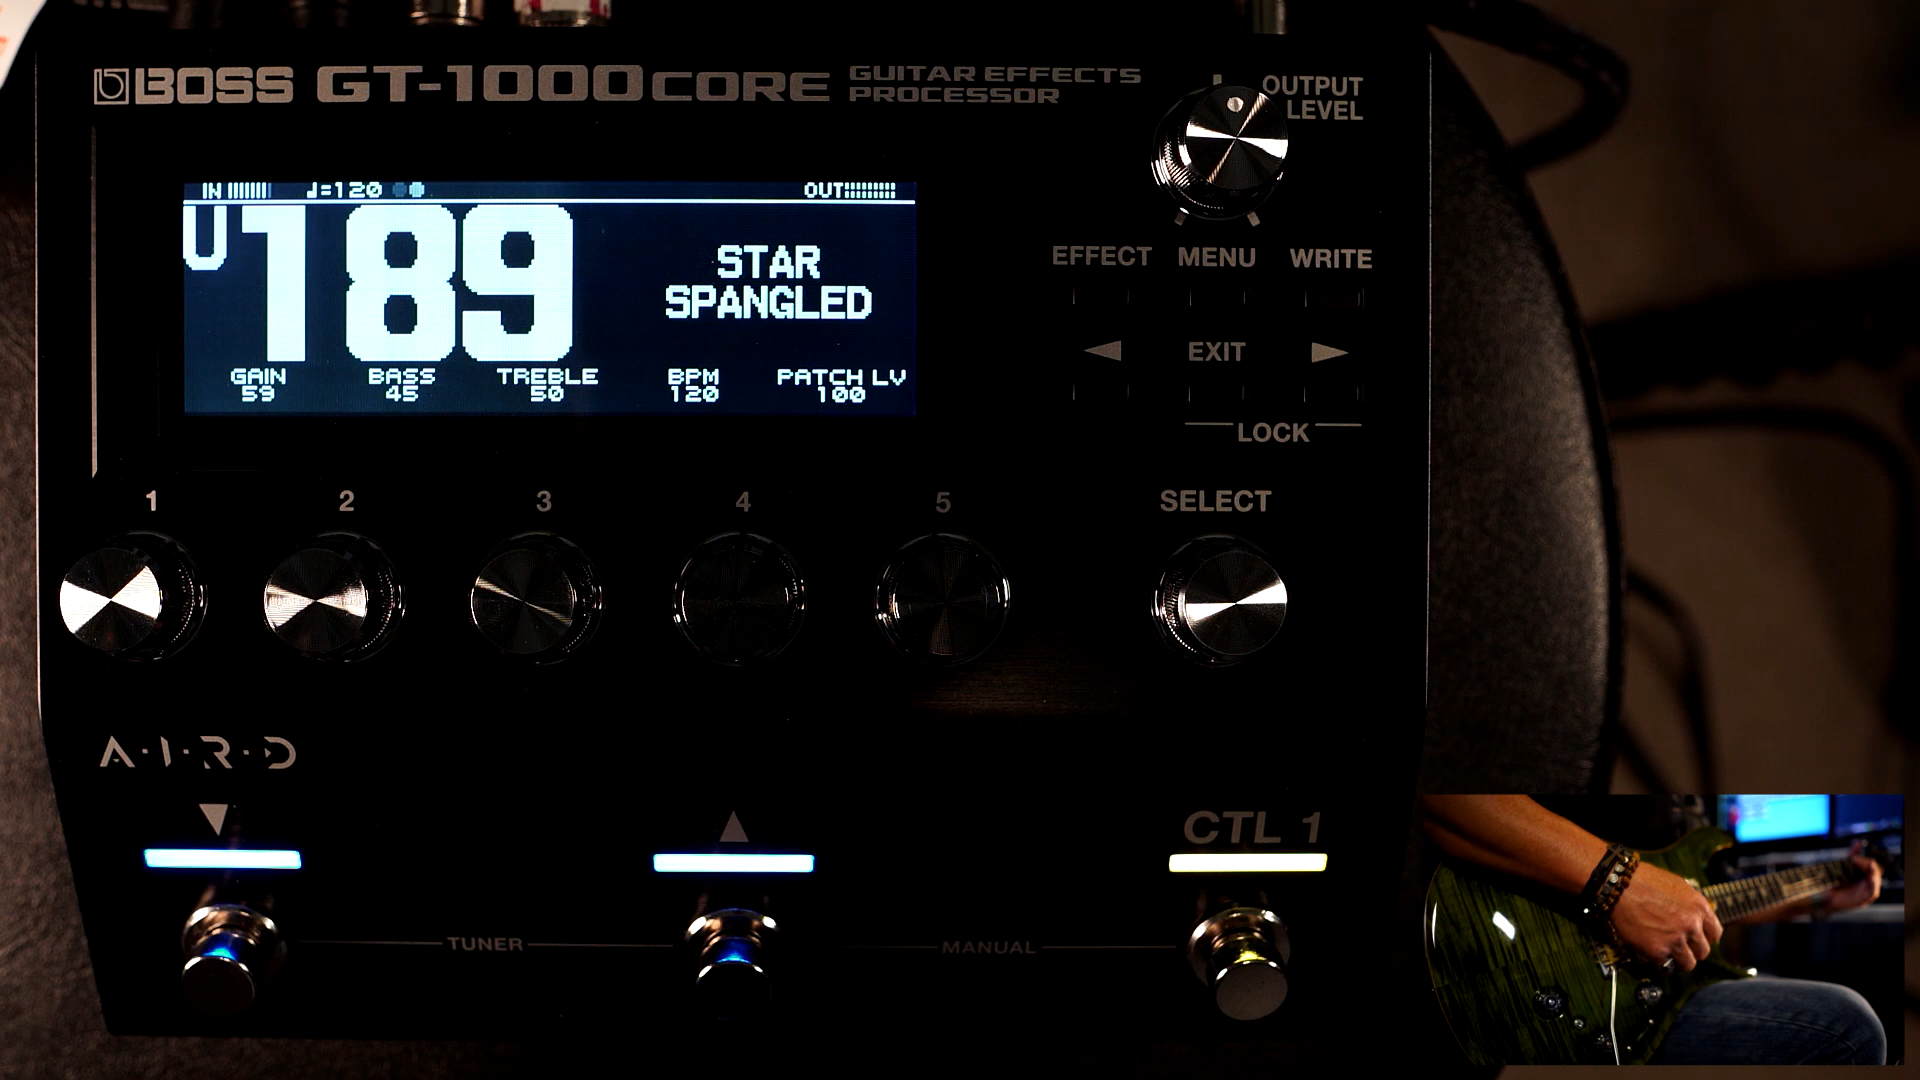 BOSS GT-1000CORE GUITAR EFFECTS PROCESSOR
OUTPUT LEVEL
IN ♩=120 OUT
U189
STAR
SPANGLED
GAIN BASS TREBLE BPM PATCH LV
59 45 50 120 100
EFFECT MENU WRITE
EXIT
LOCK
1 2 3 4 5 SELECT
A·I·R·D
CTL 1
TUNER MANUAL